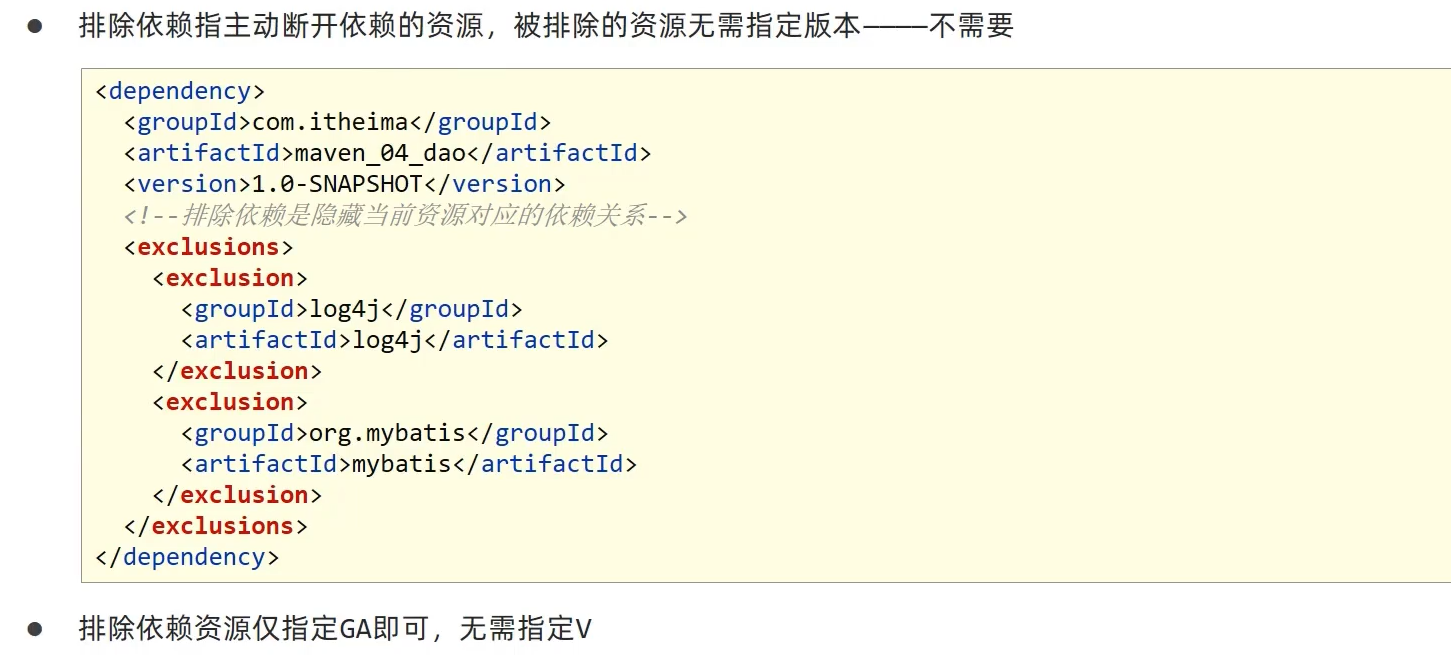 ● 排除依赖指主动断开依赖的资源，被排除的资源无需指定版本————不需要
<dependency>
  <groupId>com.itheima</groupId>
  <artifactId>maven_04_dao</artifactId>
  <version>1.0-SNAPSHOT</version>
  <!--排除依赖是隐藏当前资源对应的依赖关系-->
  <exclusions>
    <exclusion>
      <groupId>log4j</groupId>
      <artifactId>log4j</artifactId>
    </exclusion>
    <exclusion>
      <groupId>org.mybatis</groupId>
      <artifactId>mybatis</artifactId>
    </exclusion>
  </exclusions>
</dependency>
● 排除依赖资源仅指定GA即可，无需指定V